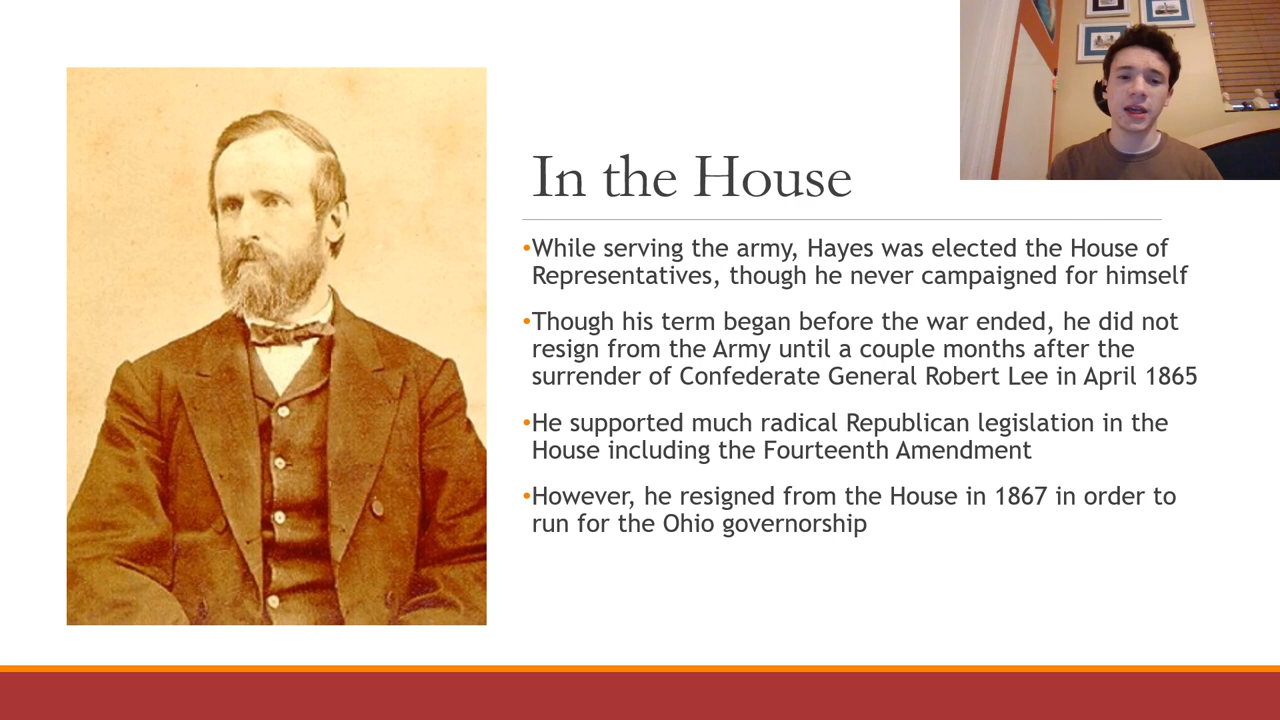 In the House
•While serving the army, Hayes was elected the House of
Representatives, though he never campaigned for himself
•Though his term began before the war ended, he did not
resign from the Army until a couple months after the
surrender of Confederate General Robert Lee in April 1865
•He supported much radical Republican legislation in the
House including the Fourteenth Amendment
•However, he resigned from the House in 1867 in order to
run for the Ohio governorship